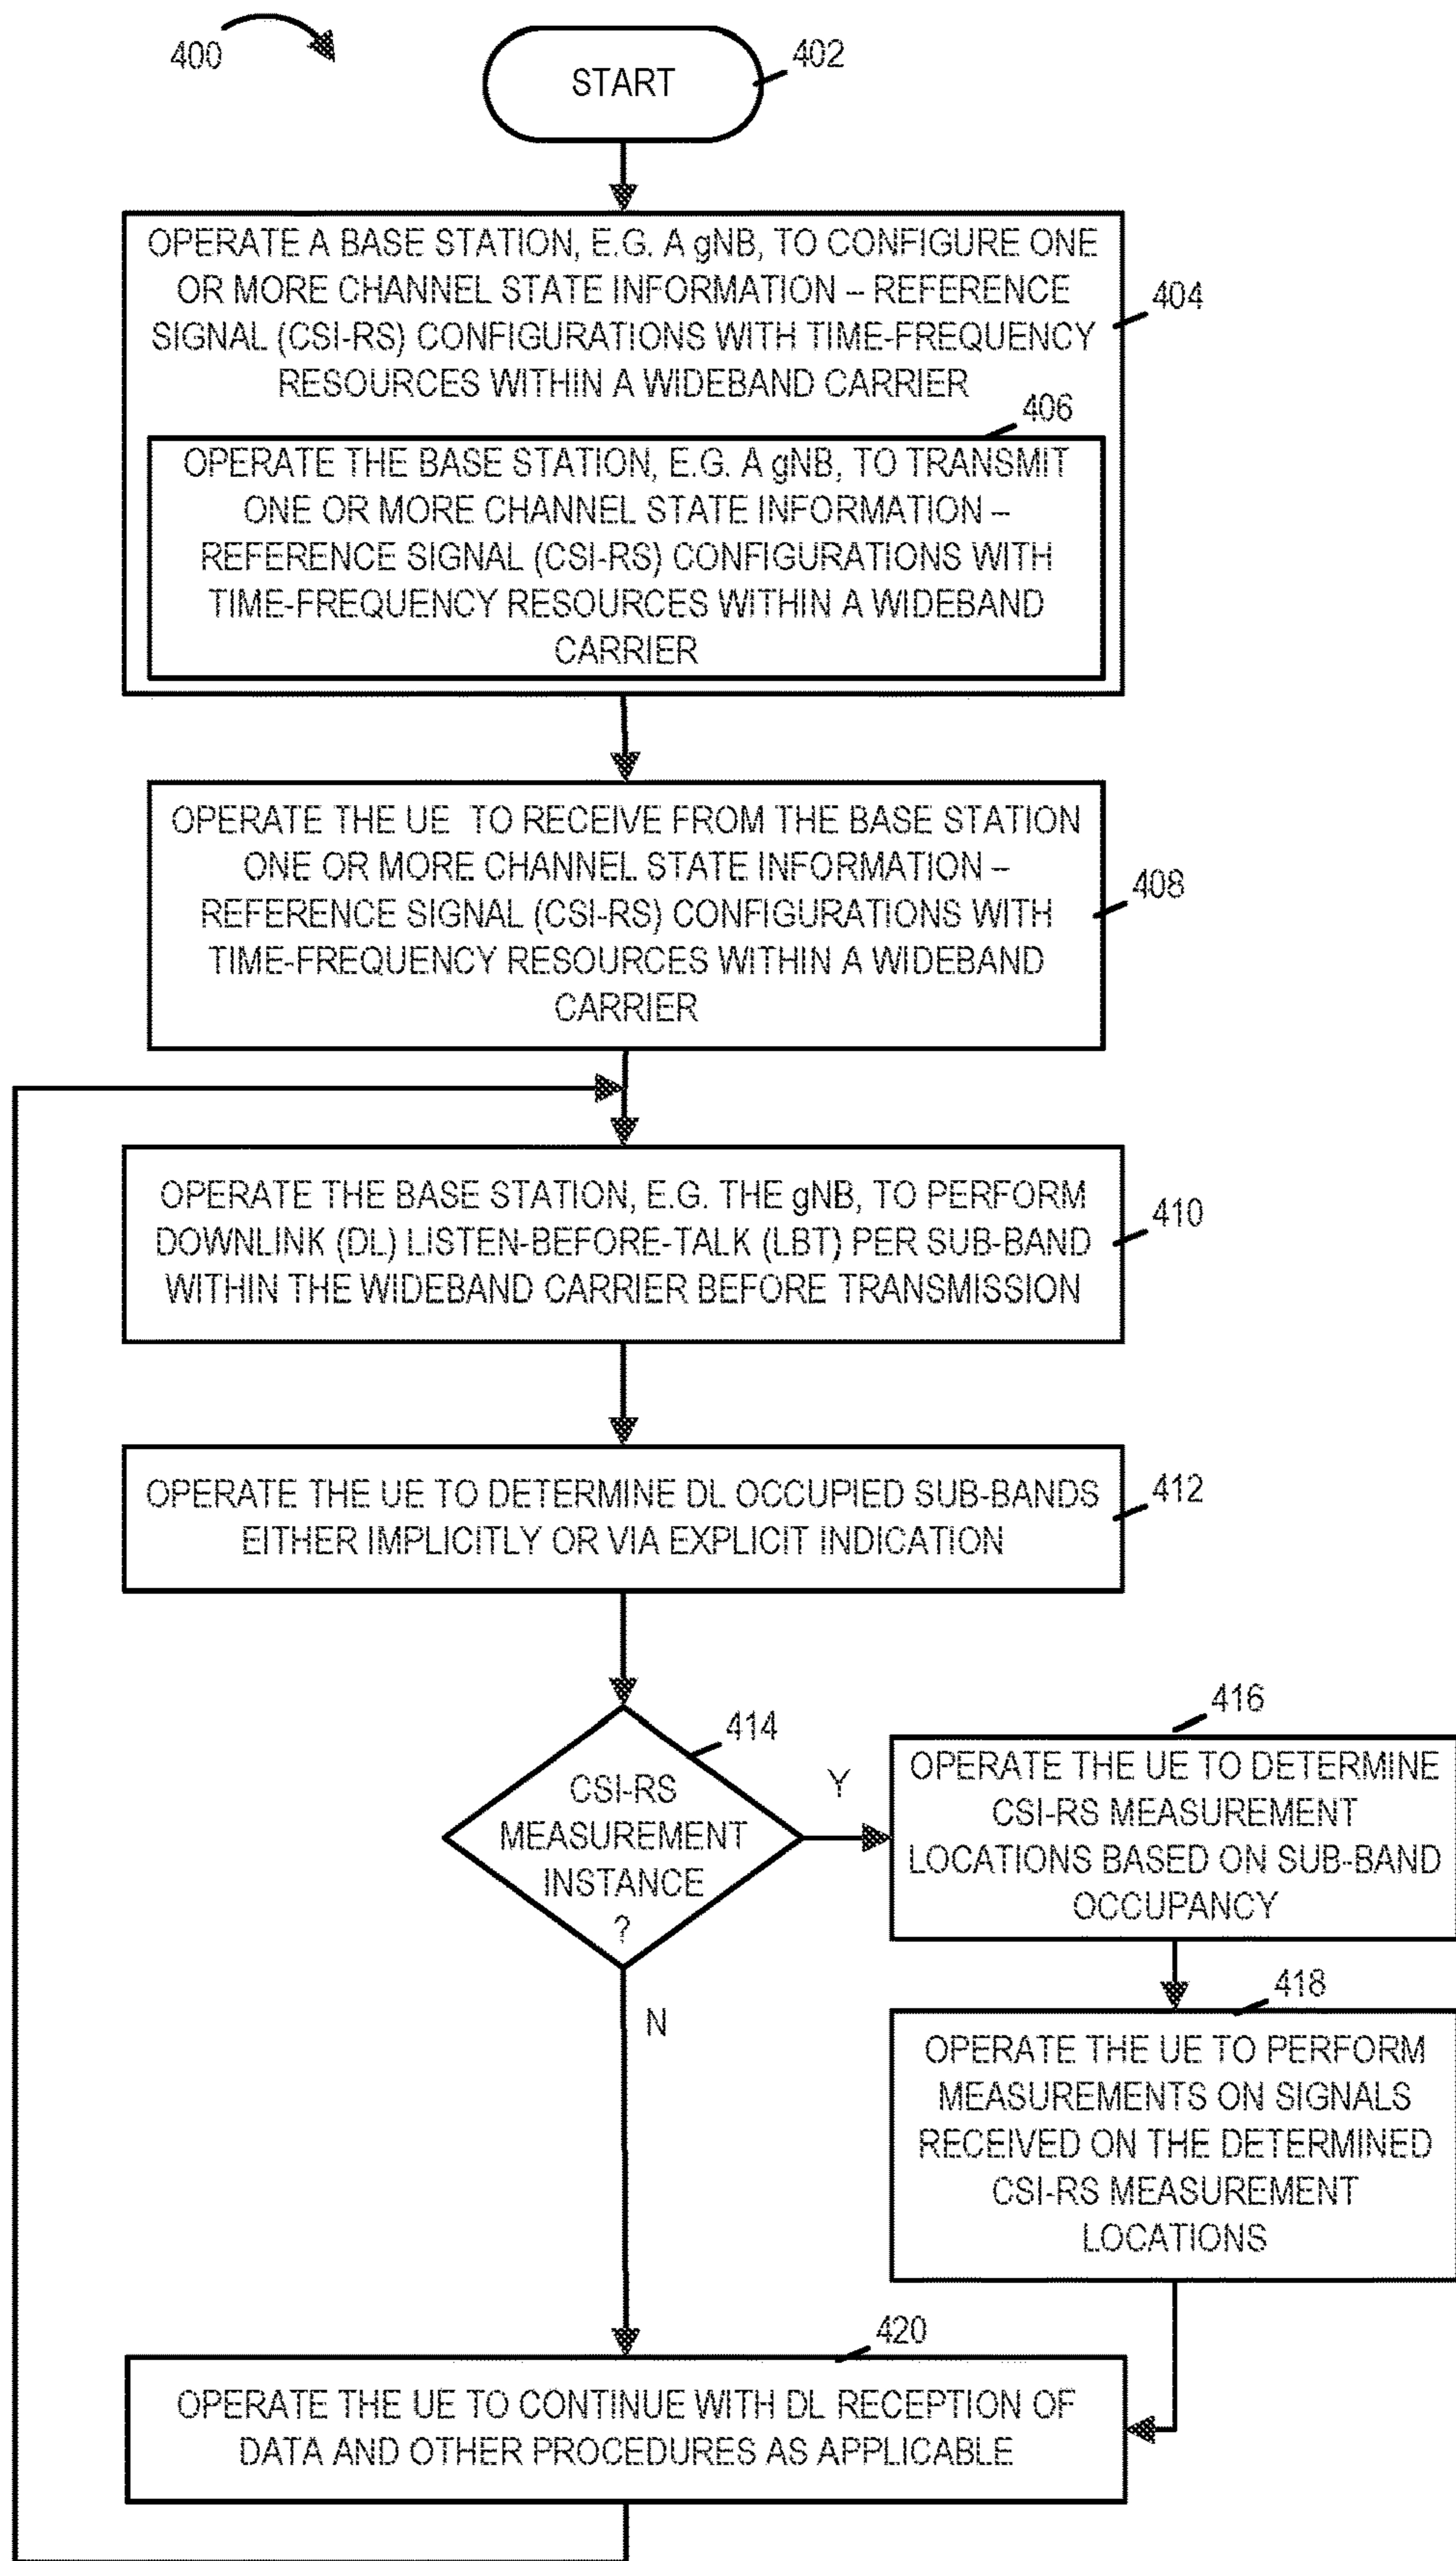 400
START
402
OPERATE A BASE STATION, E.G. A gNB, TO CONFIGURE ONE
OR MORE CHANNEL STATE INFORMATION – REFERENCE
SIGNAL (CSI-RS) CONFIGURATIONS WITH TIME-FREQUENCY
RESOURCES WITHIN A WIDEBAND CARRIER
404
406
OPERATE THE BASE STATION, E.G. A gNB, TO TRANSMIT
ONE OR MORE CHANNEL STATE INFORMATION –
REFERENCE SIGNAL (CSI-RS) CONFIGURATIONS WITH
TIME-FREQUENCY RESOURCES WITHIN A WIDEBAND
CARRIER
OPERATE THE UE TO RECEIVE FROM THE BASE STATION
ONE OR MORE CHANNEL STATE INFORMATION –
REFERENCE SIGNAL (CSI-RS) CONFIGURATIONS WITH
TIME-FREQUENCY RESOURCES WITHIN A WIDEBAND
CARRIER
408
OPERATE THE BASE STATION, E.G. THE gNB, TO PERFORM
DOWNLINK (DL) LISTEN-BEFORE-TALK (LBT) PER SUB-BAND
WITHIN THE WIDEBAND CARRIER BEFORE TRANSMISSION
410
OPERATE THE UE TO DETERMINE DL OCCUPIED SUB-BANDS
EITHER IMPLICITLY OR VIA EXPLICIT INDICATION
412
414
CSI-RS
MEASUREMENT
INSTANCE
?
Y
N
416
OPERATE THE UE TO DETERMINE
CSI-RS MEASUREMENT
LOCATIONS BASED ON SUB-BAND
OCCUPANCY
418
OPERATE THE UE TO PERFORM
MEASUREMENTS ON SIGNALS
RECEIVED ON THE DETERMINED
CSI-RS MEASUREMENT
LOCATIONS
420
OPERATE THE UE TO CONTINUE WITH DL RECEPTION OF
DATA AND OTHER PROCEDURES AS APPLICABLE